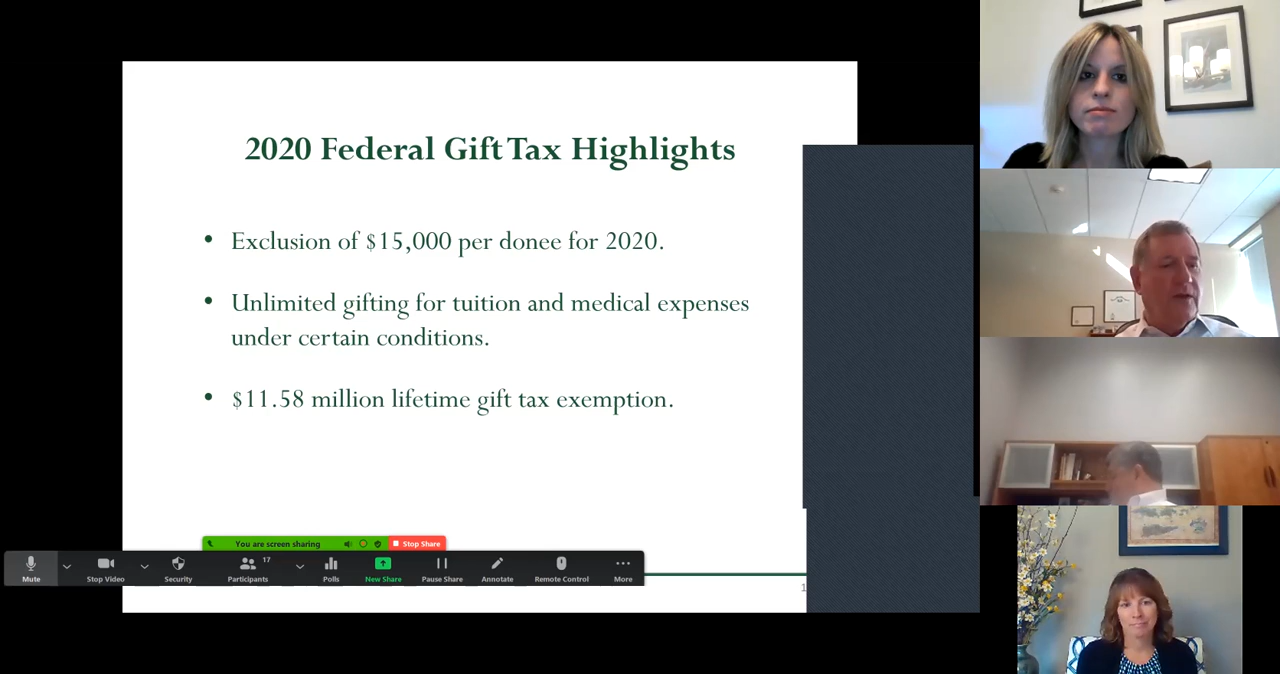 2020 Federal Gift Tax Highlights
• Exclusion of $15,000 per donee for 2020.
• Unlimited gifting for tuition and medical expenses
under certain conditions.
• $11.58 million lifetime gift tax exemption.
You are screen sharing
Stop Share
Mute
Stop Video
Security
Participants 17
Polls
New Share
Pause Share
Annotate
Remote Control
More
1